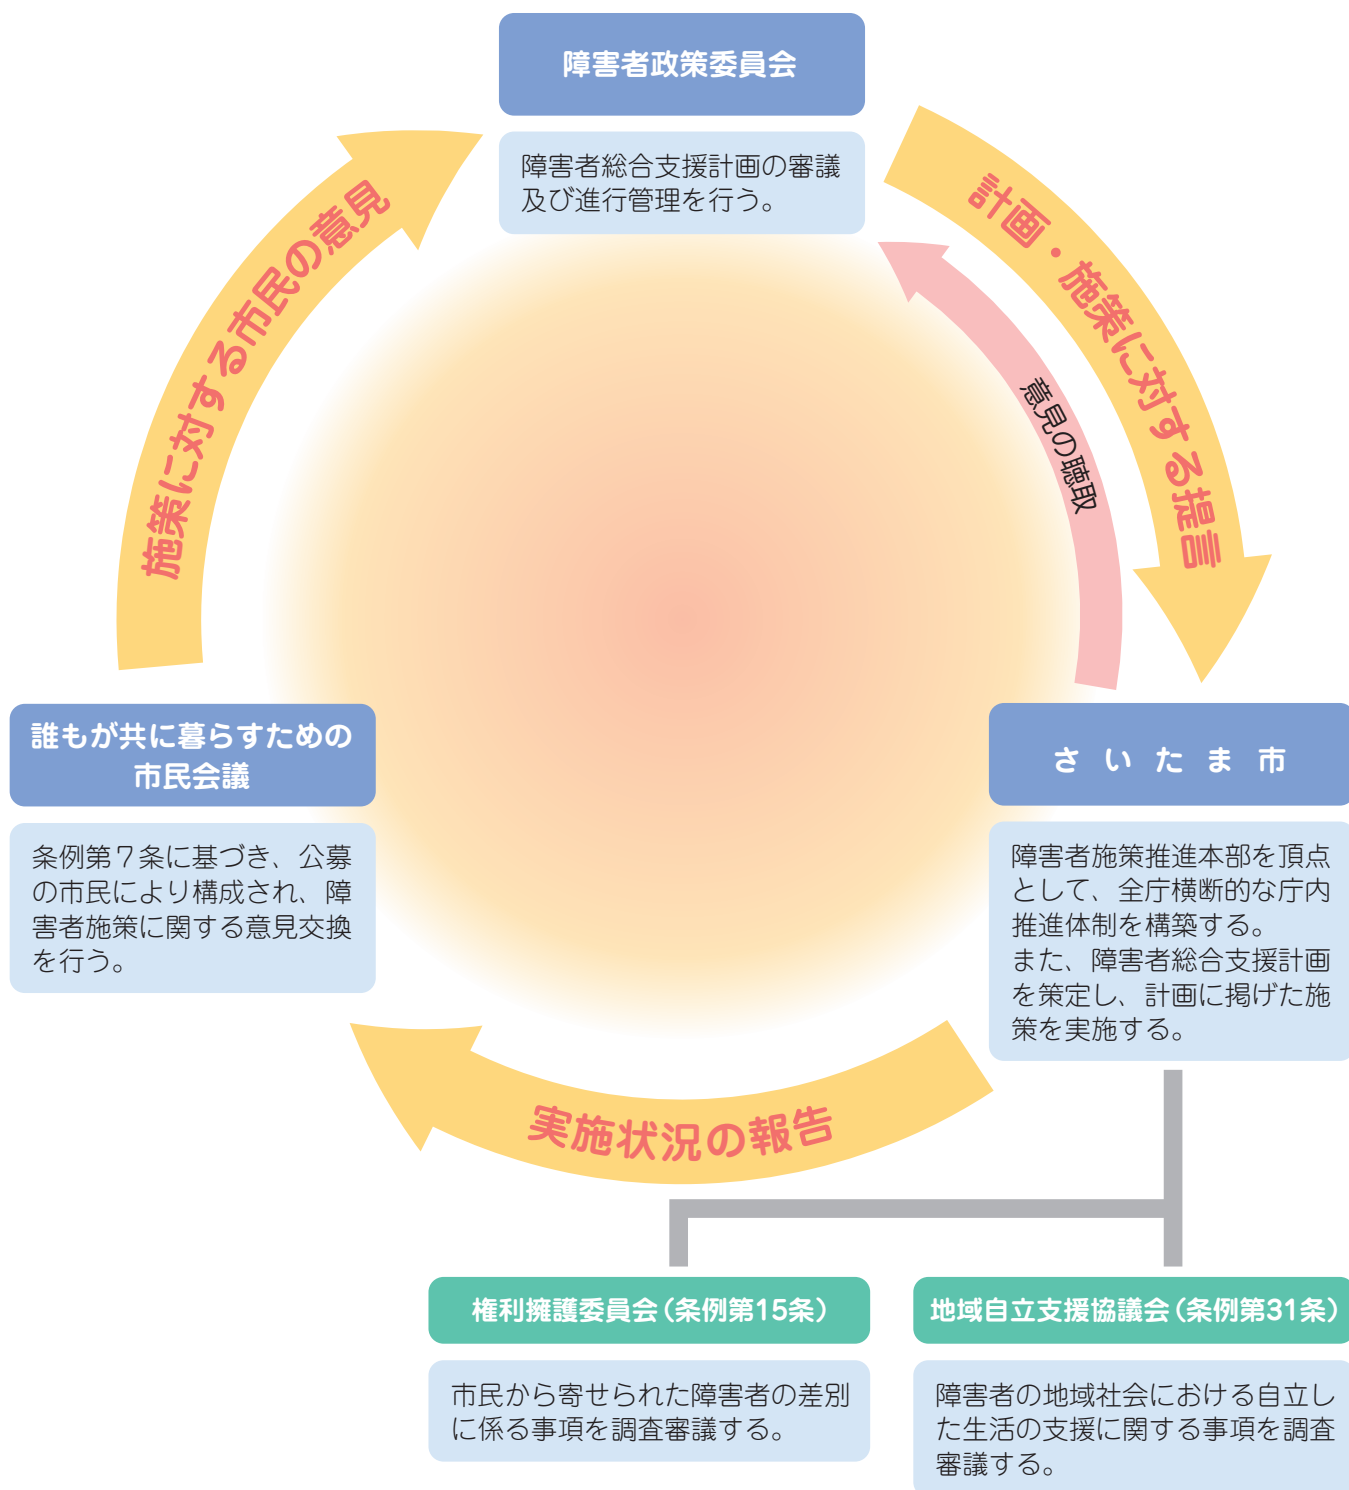 障害者政策委員会
障害者総合支援計画の審議
及び進行管理を行う。
施策に対する市民の意見
計画・施策に対する提言
意見の聴取
誰もが共に暮らすための
市民会議
条例第７条に基づき、公募
の市民により構成され、障
害者施策に関する意見交換
を行う。
さいたま市
障害者施策推進本部を頂点
として、全庁横断的な庁内
推進体制を構築する。
また、障害者総合支援計画
を策定し、計画に掲げた施
策を実施する。
実施状況の報告
権利擁護委員会（条例第15条）
市民から寄せられた障害者の差別
に係る事項を調査審議する。
地域自立支援協議会（条例第31条）
障害者の地域社会における自立し
た生活の支援に関する事項を調査
審議する。